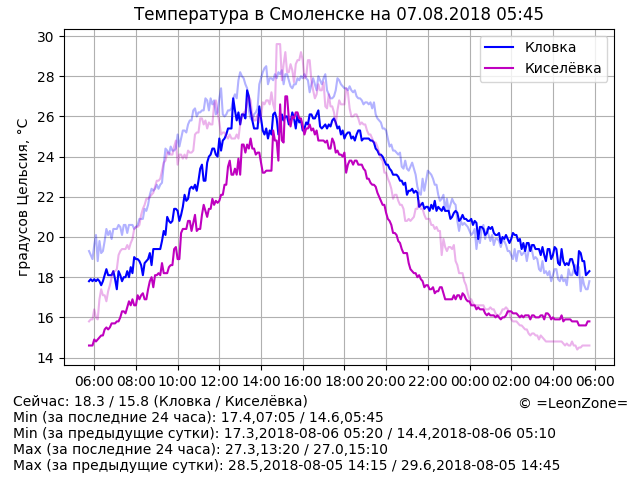 Температура в Смоленске на 07.08.2018 05:45
30
28
26
24
22
20
18
16
14
градусов Цельсия, °C
Кловка
Киселёвка
06:00 08:00 10:00 12:00 14:00 16:00 18:00 20:00 22:00 00:00 02:00 04:00 06:00
Сейчас: 18.3 / 15.8 (Кловка / Киселёвка)
© =LeonZone=
Min (за последние 24 часа): 17.4,07:05 / 14.6,05:45
Min (за предыдущие сутки): 17.3,2018-08-06 05:20 / 14.4,2018-08-06 05:10
Max (за последние 24 часа): 27.3,13:20 / 27.0,15:10
Max (за предыдущие сутки): 28.5,2018-08-05 14:15 / 29.6,2018-08-05 14:45